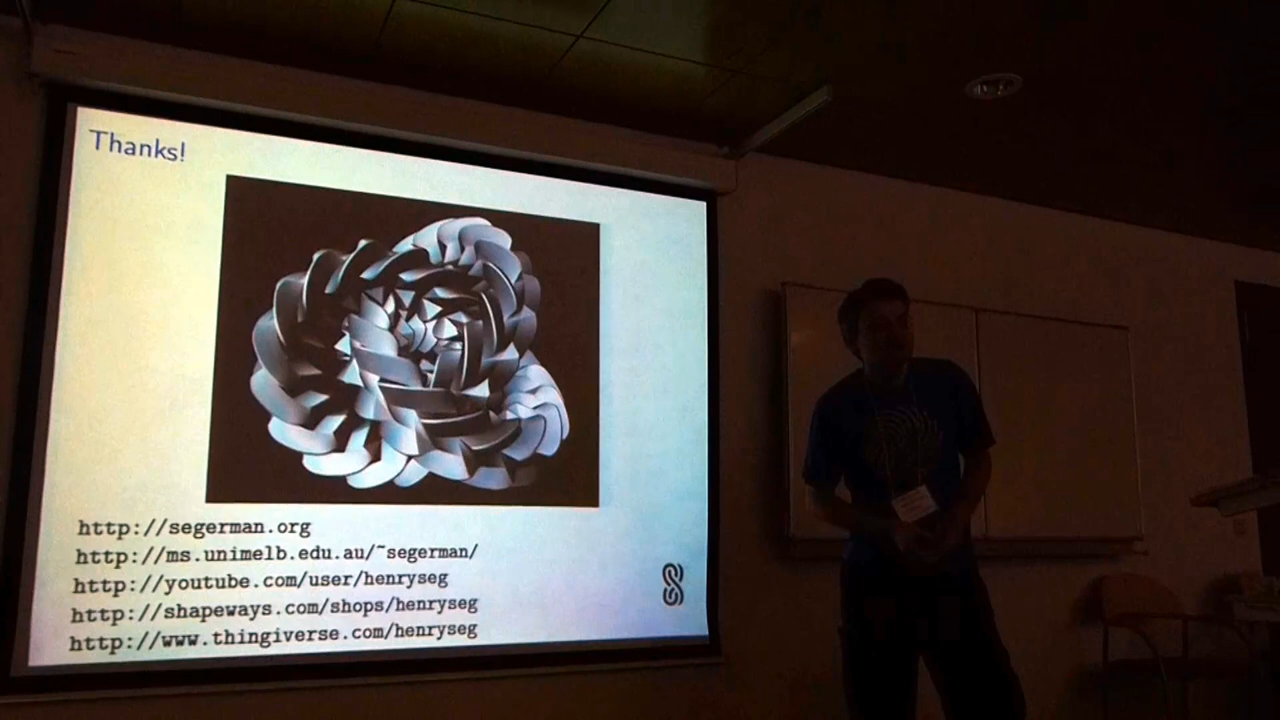 Thanks!
http://segerman.org
http://ms.unimelb.edu.au/~segerman/
http://youtube.com/user/henryseg
http://shapeways.com/shops/henryseg
http://www.thingiverse.com/henryseg